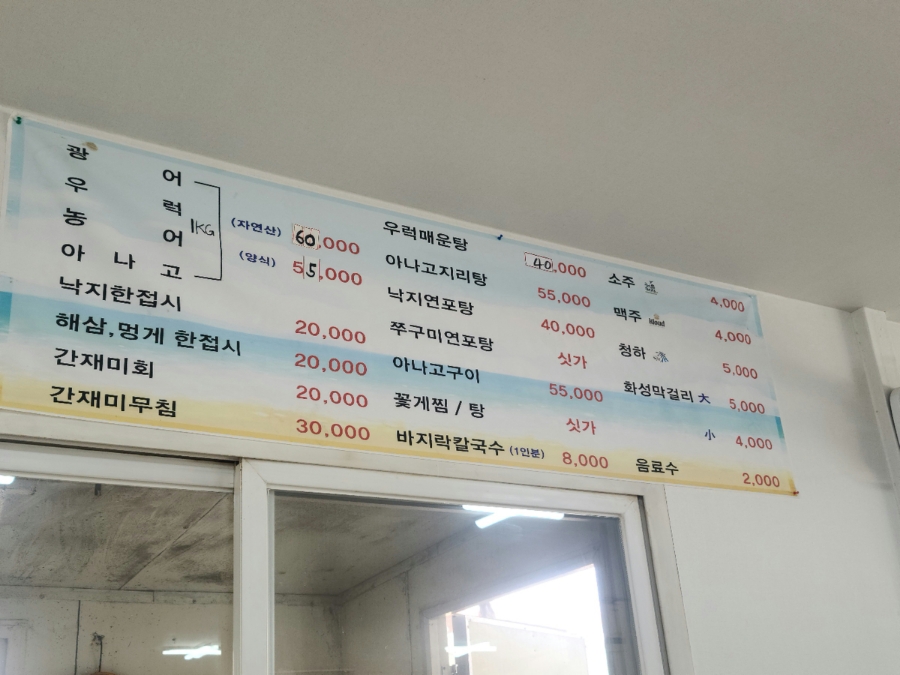 광 어
우 럭
농 어
아 나 고
1KG
(자연산) 60,000
(양식) 55,000
낙지한접시 20,000
해삼,멍게 한접시 20,000
간재미회 20,000
간재미무침 30,000
우럭매운탕 40,000
아나고지리탕 55,000
낙지연포탕 40,000
쭈구미연포탕 싯가
아나고구이 55,000
꽃게찜 / 탕 싯가
바지락칼국수 (1인분) 8,000
소주 4,000
맥주 4,000
청하 5,000
화성막걸리 大 5,000
小 4,000
음료수 2,000